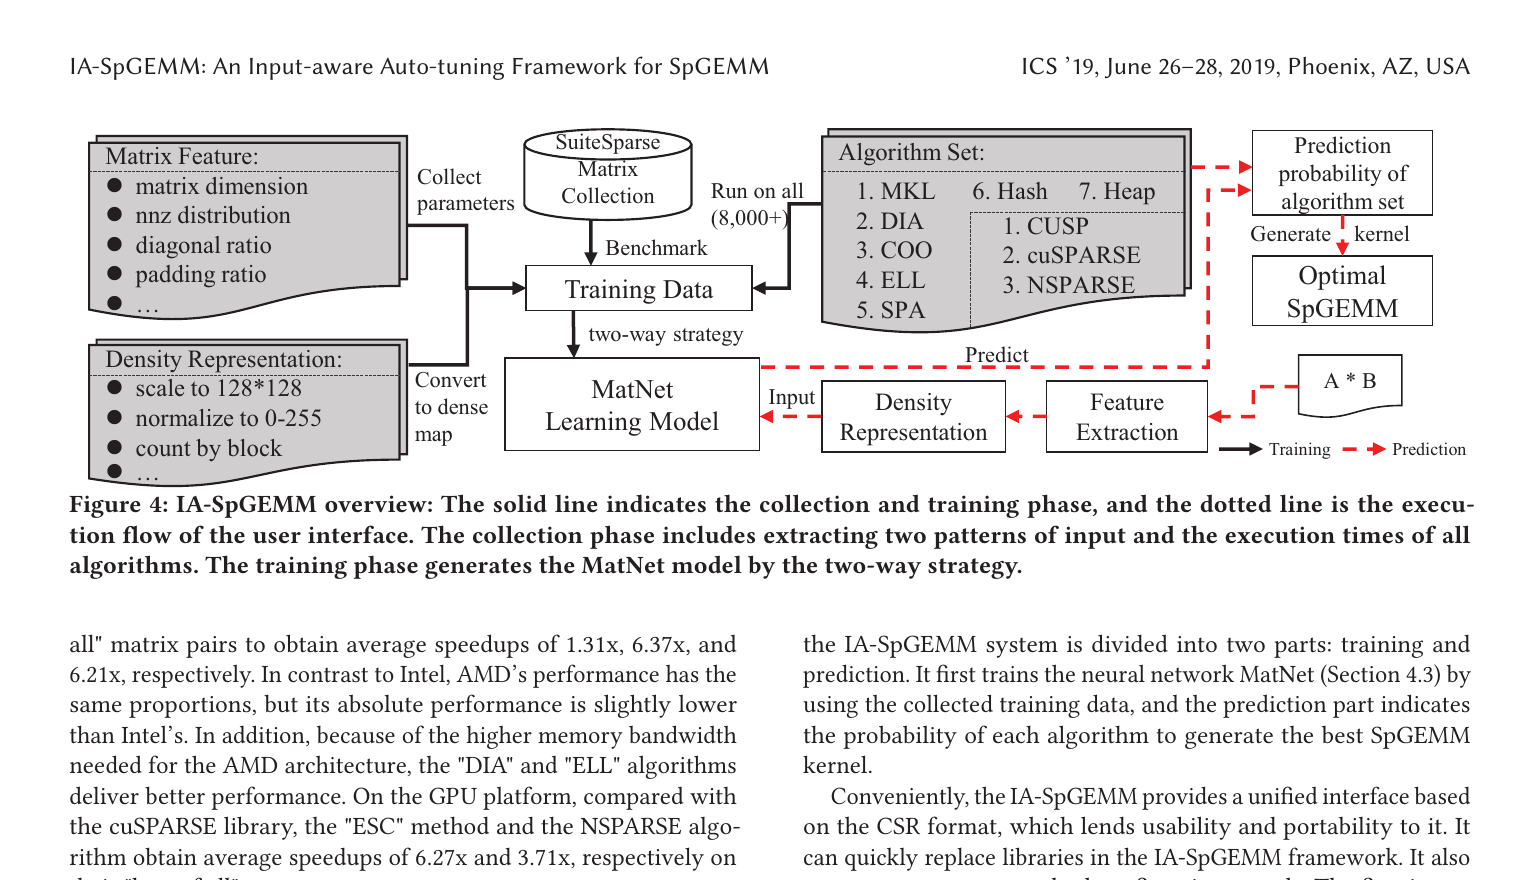 IA-SpGEMM: An Input-aware Auto-tuning Framework for SpGEMM
ICS ’19, June 26–28, 2019, Phoenix, AZ, USA
Matrix Feature:
● matrix dimension
● nnz distribution
● diagonal ratio
● padding ratio
● …
Density Representation:
● scale to 128*128
● normalize to 0-255
● count by block
● …
Collect
parameters
Convert
to dense
map
SuiteSparse
Matrix
Collection
Benchmark
Training Data
two-way strategy
MatNet
Learning Model
Run on all
(8,000+)
Algorithm Set:
1. MKL 6. Hash 7. Heap
2. DIA
3. COO
4. ELL
5. SPA
1. CUSP
2. cuSPARSE
3. NSPARSE
Predict
Input
Density
Representation
Feature
Extraction
A * B
Prediction
probability of
algorithm set
Generate kernel
Optimal
SpGEMM
Training
Prediction
Figure 4: IA-SpGEMM overview: The solid line indicates the collection and training phase, and the dotted line is the execu-
tion flow of the user interface. The collection phase includes extracting two patterns of input and the execution times of all
algorithms. The training phase generates the MatNet model by the two-way strategy.
all" matrix pairs to obtain average speedups of 1.31x, 6.37x, and
6.21x, respectively. In contrast to Intel, AMD’s performance has the
same proportions, but its absolute performance is slightly lower
than Intel’s. In addition, because of the higher memory bandwidth
needed for the AMD architecture, the "DIA" and "ELL" algorithms
deliver better performance. On the GPU platform, compared with
the cuSPARSE library, the "ESC" method and the NSPARSE algo-
rithm obtain average speedups of 6.27x and 3.71x, respectively on
the IA-SpGEMM system is divided into two parts: training and
prediction. It first trains the neural network MatNet (Section 4.3) by
using the collected training data, and the prediction part indicates
the probability of each algorithm to generate the best SpGEMM
kernel.
Conveniently, the IA-SpGEMM provides a unified interface based
on the CSR format, which lends usability and portability to it. It
can quickly replace libraries in the IA-SpGEMM framework. It also